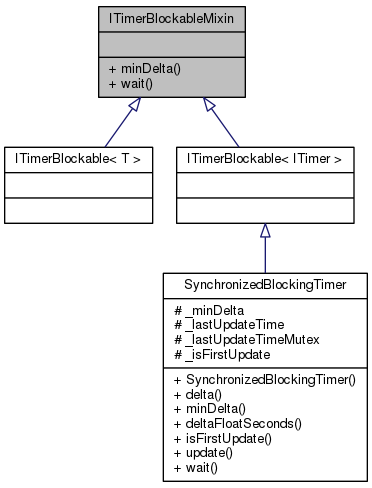 ITimerBlockableMixin
+ minDelta()
+ wait()
ITimerBlockable< T >
ITimerBlockable< ITimer >
SynchronizedBlockingTimer
# _minDelta
# _lastUpdateTime
# _lastUpdateTimeMutex
# _isFirstUpdate
+ SynchronizedBlockingTimer()
+ delta()
+ minDelta()
+ deltaFloatSeconds()
+ isFirstUpdate()
+ update()
+ wait()